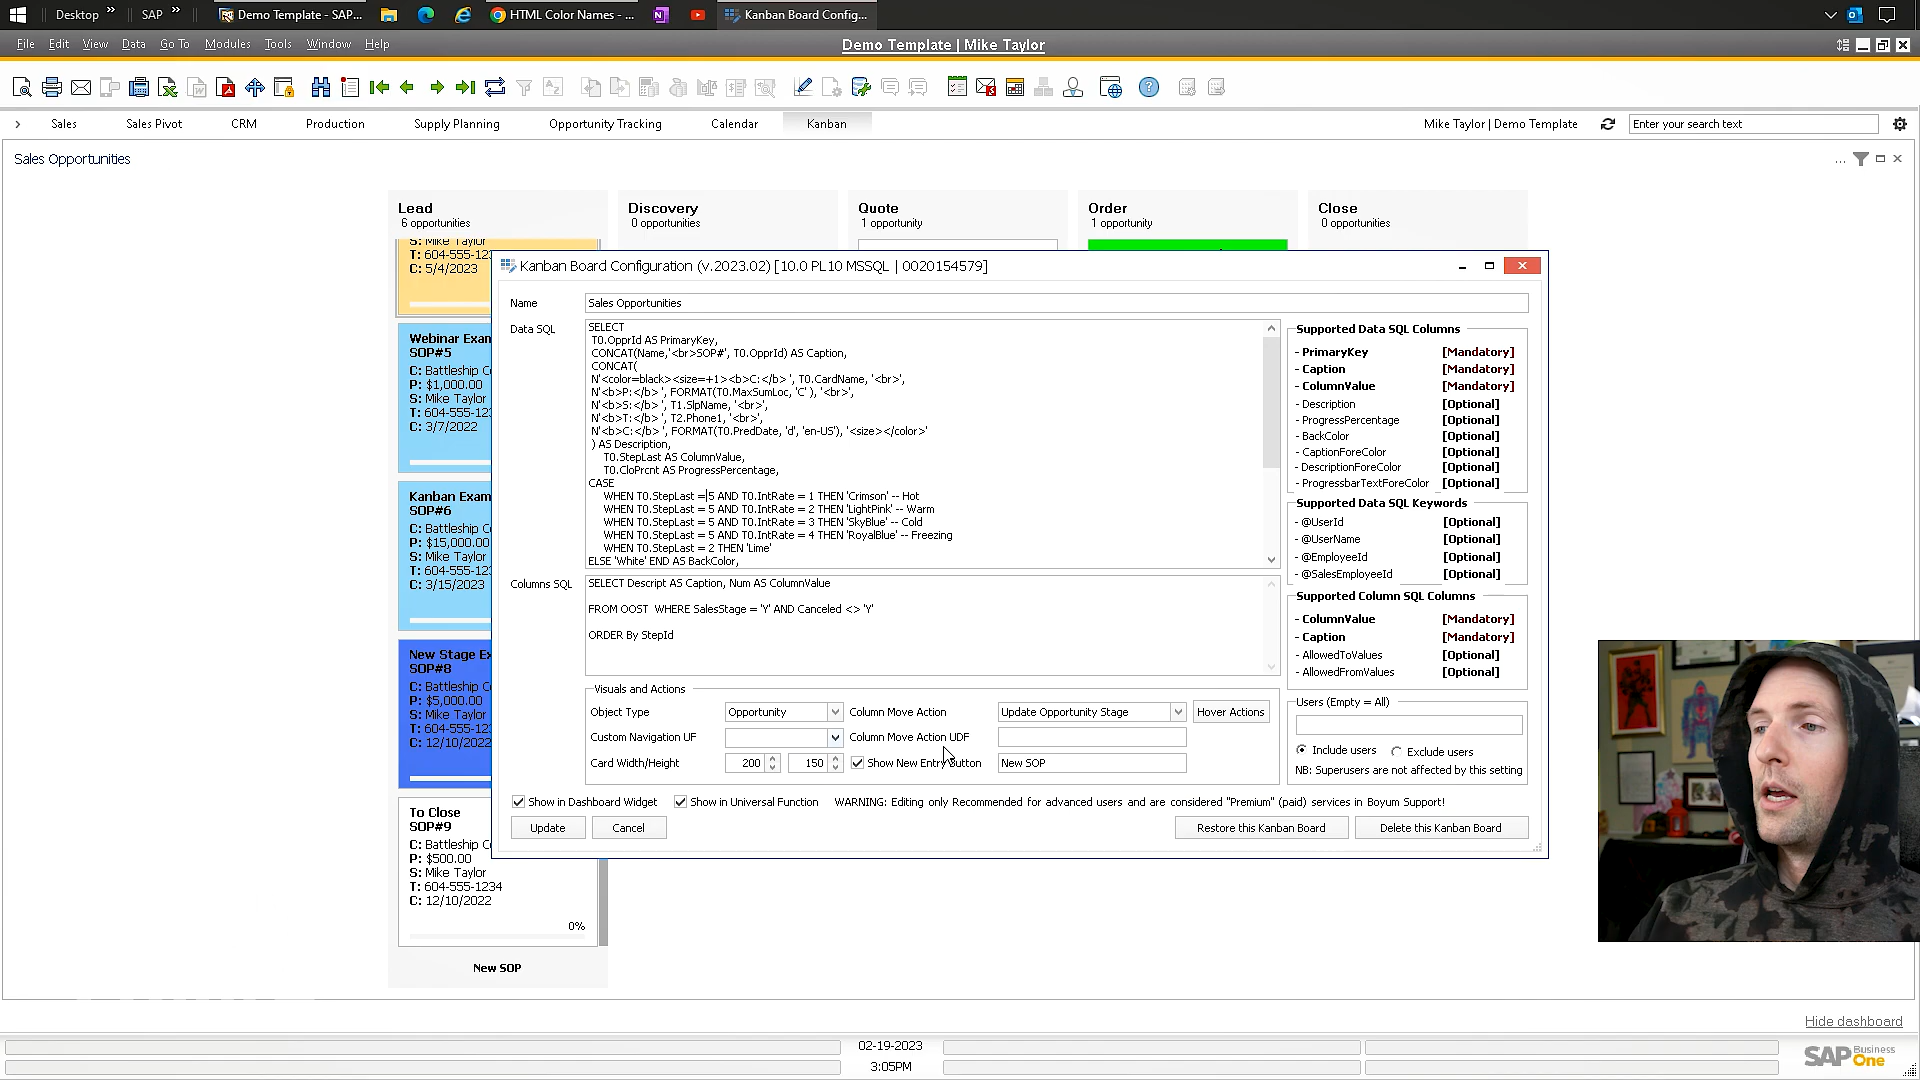 Desktop
SAP
Demo Template - SAP...
HTML Color Names - ...
Kanban Board Config...
File Edit View Data Go To Modules Tools Window Help
Demo Template | Mike Taylor
Sales Sales Pivot CRM Production Supply Planning Opportunity Tracking Calendar Kanban
Mike Taylor | Demo Template
Enter your search text
Sales Opportunities
Lead
6 opportunities
Discovery
0 opportunities
Quote
1 opportunity
Order
1 opportunity
Close
0 opportunities
S: Mike Taylor
T: 604-555-123
C: 5/4/2023
Webinar Exam
SOP#5
C: Battleship Co
P: $1,000.00
S: Mike Taylor
T: 604-555-123
C: 3/7/2022
Kanban Exam
SOP#6
C: Battleship Co
P: $15,000.00
S: Mike Taylor
T: 604-555-123
C: 3/15/2023
New Stage Ex
SOP#8
C: Battleship Co
P: $5,000.00
S: Mike Taylor
T: 604-555-123
C: 12/10/2022
To Close
SOP#9
C: Battleship Co
P: $500.00
S: Mike Taylor
T: 604-555-1234
C: 12/10/2022
0%
New SOP
Kanban Board Configuration (v.2023.02) [10.0 PL10 MSSQL | 0020154579]
Name
Sales Opportunities
Data SQL
SELECT
T0.OpprId AS PrimaryKey,
CONCAT(Name,'<br>SOP#', T0.OpprId) AS Caption,
CONCAT(
N'<color=black><size=+1><b>C:</b> ', T0.CardName, '<br>',
N'<b>P:</b> ', FORMAT(T0.MaxSumLoc, 'C' ), '<br>',
N'<b>S:</b> ', T1.SlpName, '<br>',
N'<b>T:</b> ', T2.Phone1, '<br>',
N'<b>C:</b> ', FORMAT(T0.PredDate, 'd', 'en-US'), '<size></color>'
) AS Description,
T0.StepLast AS ColumnValue,
T0.CloPrcnt AS ProgressPercentage,
CASE
WHEN T0.StepLast =5 AND T0.IntRate = 1 THEN 'Crimson' -- Hot
WHEN T0.StepLast = 5 AND T0.IntRate = 2 THEN 'LightPink' -- Warm
WHEN T0.StepLast = 5 AND T0.IntRate = 3 THEN 'SkyBlue' -- Cold
WHEN T0.StepLast = 5 AND T0.IntRate = 4 THEN 'RoyalBlue' -- Freezing
WHEN T0.StepLast = 2 THEN 'Lime'
ELSE 'White' END AS BackColor,
Columns SQL
SELECT Descript AS Caption, Num AS ColumnValue
FROM OOST WHERE SalesStage = 'Y' AND Canceled <> 'Y'
ORDER By StepId
Supported Data SQL Columns
- PrimaryKey [Mandatory]
- Caption [Mandatory]
- ColumnValue [Mandatory]
- Description [Optional]
- ProgressPercentage [Optional]
- BackColor [Optional]
- CaptionForeColor [Optional]
- DescriptionForeColor [Optional]
- ProgressbarTextForeColor [Optional]
Supported Data SQL Keywords
- @UserId [Optional]
- @UserName [Optional]
- @EmployeeId [Optional]
- @SalesEmployeeId [Optional]
Supported Column SQL Columns
- ColumnValue [Mandatory]
- Caption [Mandatory]
- AllowedToValues [Optional]
- AllowedFromValues [Optional]
Visuals and Actions
Object Type Opportunity Column Move Action Update Opportunity Stage Hover Actions
Custom Navigation UF Column Move Action UDF
Card Width/Height 200 150 Show New Entry Button New SOP
Users (Empty = All)
Include users Exclude users
NB: Superusers are not affected by this setting
Show in Dashboard Widget Show in Universal Function WARNING: Editing only Recommended for advanced users and are considered "Premium" (paid) services in Boyum Support!
Update Cancel Restore this Kanban Board Delete this Kanban Board
Hide dashboard
02-19-2023
3:05PM
SAP Business One